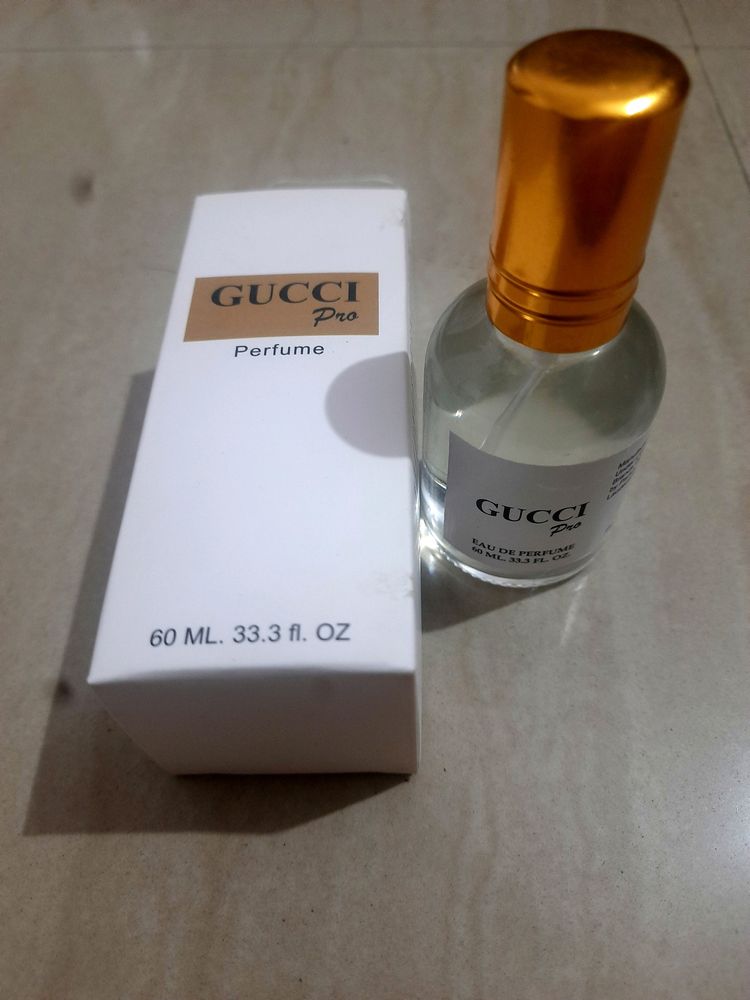 GUCCI
Pro
Perfume
60 ML. 33.3 fl. OZ
GUCCI
Pro
EAU DE PERFUME
60 ML. 33.3 FL. OZ.